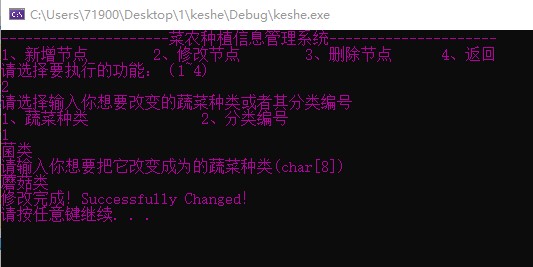 C:\Users\71900\Desktop\1\keshe\Debug\keshe.exe
---------------------菜农种植信息管理系统---------------------
1、新增节点 2、修改节点 3、删除节点 4、返回
请选择要执行的功能: (1~4)
2
请选择输入你想要改变的蔬菜种类或者其分类编号
1、蔬菜种类 2、分类编号
1
菌类
请输入你想要把它改变成为的蔬菜种类(char[8])
蘑菇类
修改完成! Successfully Changed!
请按任意键继续. . .